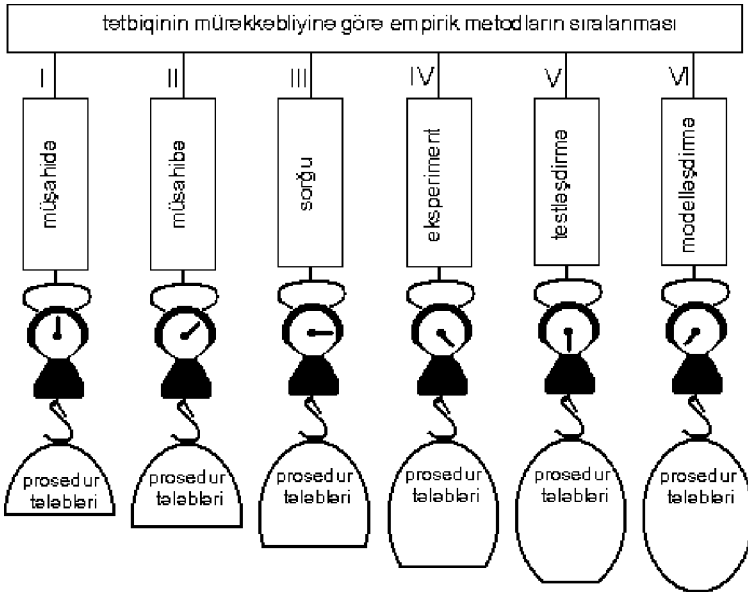 tətbiqinin mürəkkəbliyinə görə empirik metodların sıralanması
I II III IV V VI
müşahidə
müsahibə
sorğu
eksperiment
testləşdirmə
modelləşdirmə
prosedur
tələbləri
prosedur
tələbləri
prosedur
tələbləri
prosedur
tələbləri
prosedur
tələbləri
prosedur
tələbləri